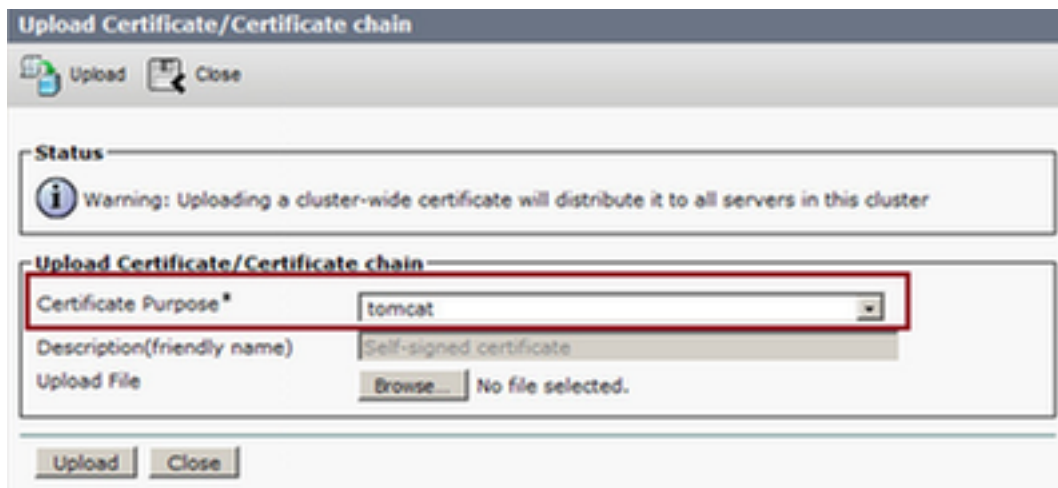 Upload Certificate/Certificate chain
Upload Close
Status
Warning: Uploading a cluster-wide certificate will distribute it to all servers in this cluster
Upload Certificate/Certificate chain
Certificate Purpose* tomcat
Description(friendly name) Self-signed certificate
Upload File Browse... No file selected.
Upload Close